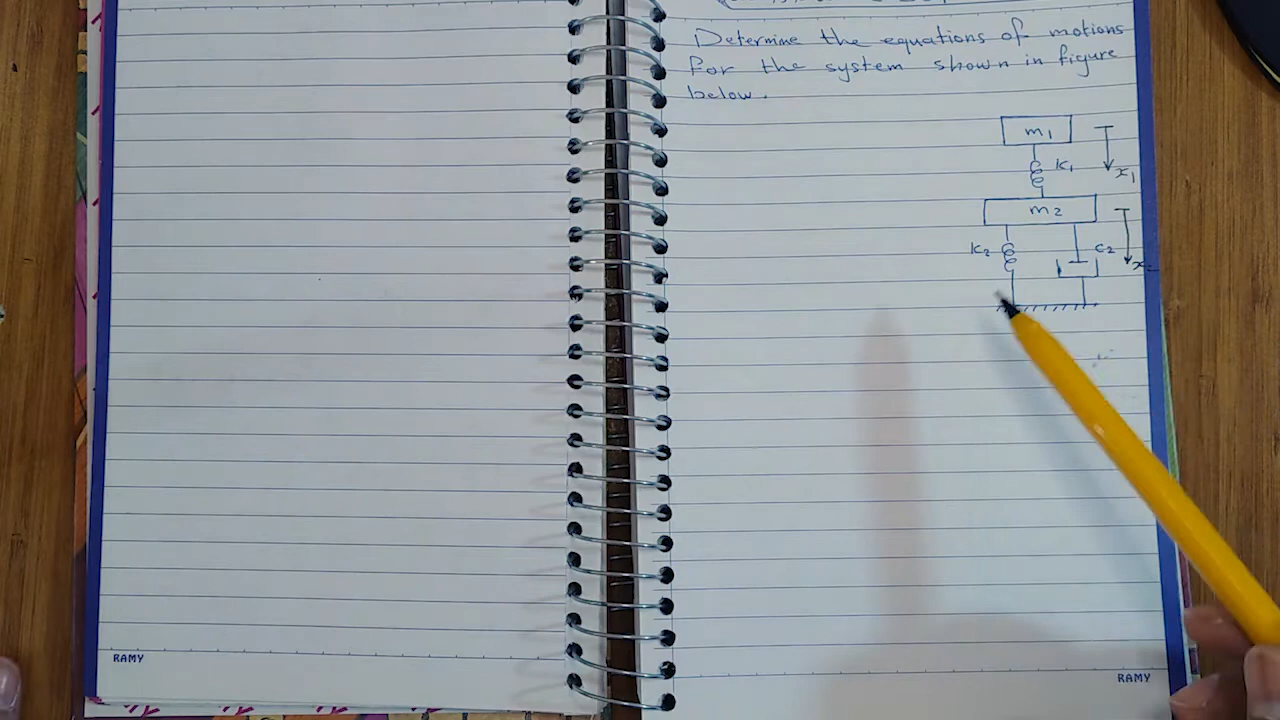 Determine the equations of motions
for the system shown in figure
below.
m1
k1
x1
m2
k2
c2
RAMY
RAMY